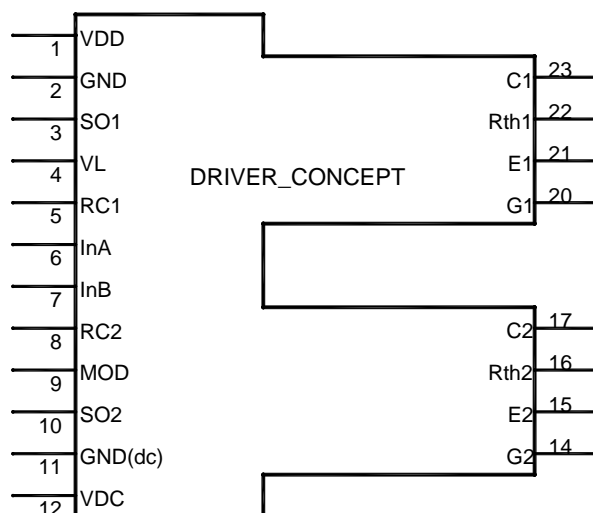 1 VDD
2 GND
3 SO1
4 VL
5 RC1
6 InA
7 InB
8 RC2
9 MOD
10 SO2
11 GND(dc)
12 VDC
DRIVER_CONCEPT
C1 23
Rth1 22
E1 21
G1 20
C2 17
Rth2 16
E2 15
G2 14